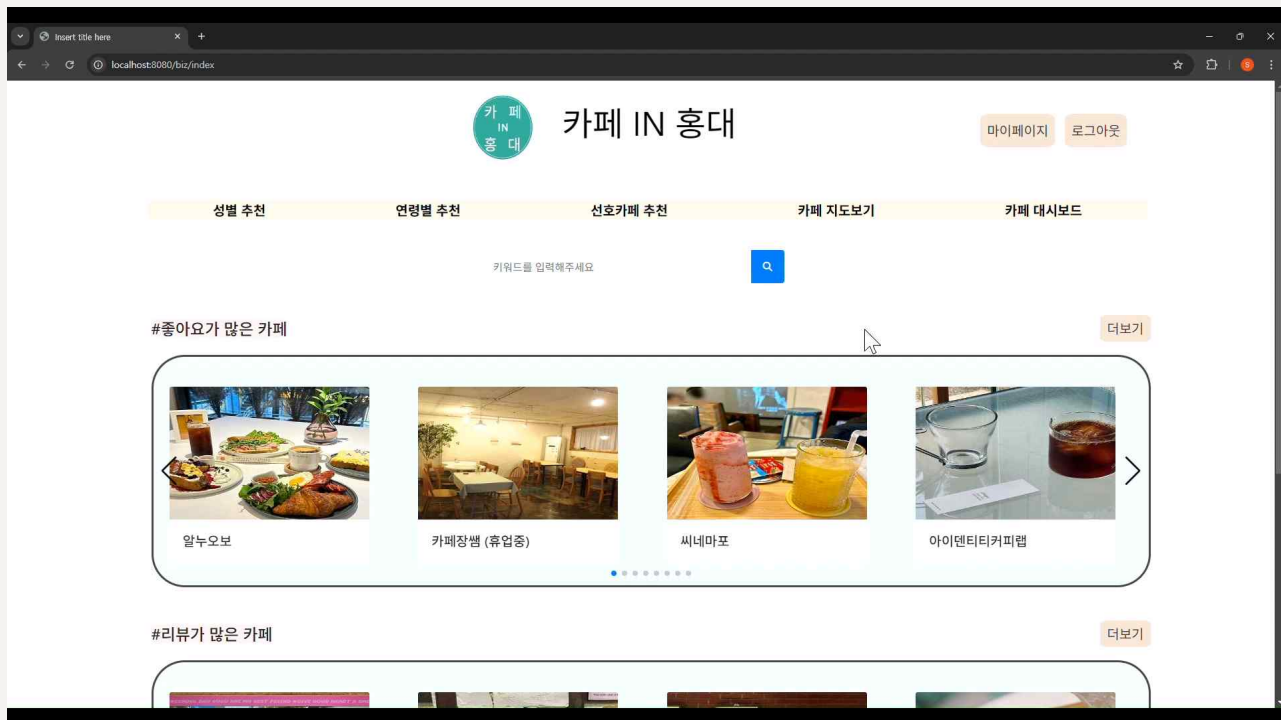 Insert title here
localhost:8080/biz/index
S
카 페
IN
홍 대
카페 IN 홍대
마이페이지 로그아웃
성별 추천 연령별 추천 선호카페 추천 카페 지도보기 카페 대시보드
키워드를 입력해주세요
#좋아요가 많은 카페 더보기
알누오보 카페장쌤 (휴업중) 씨네마포 아이덴티티커피랩
#리뷰가 많은 카페 더보기